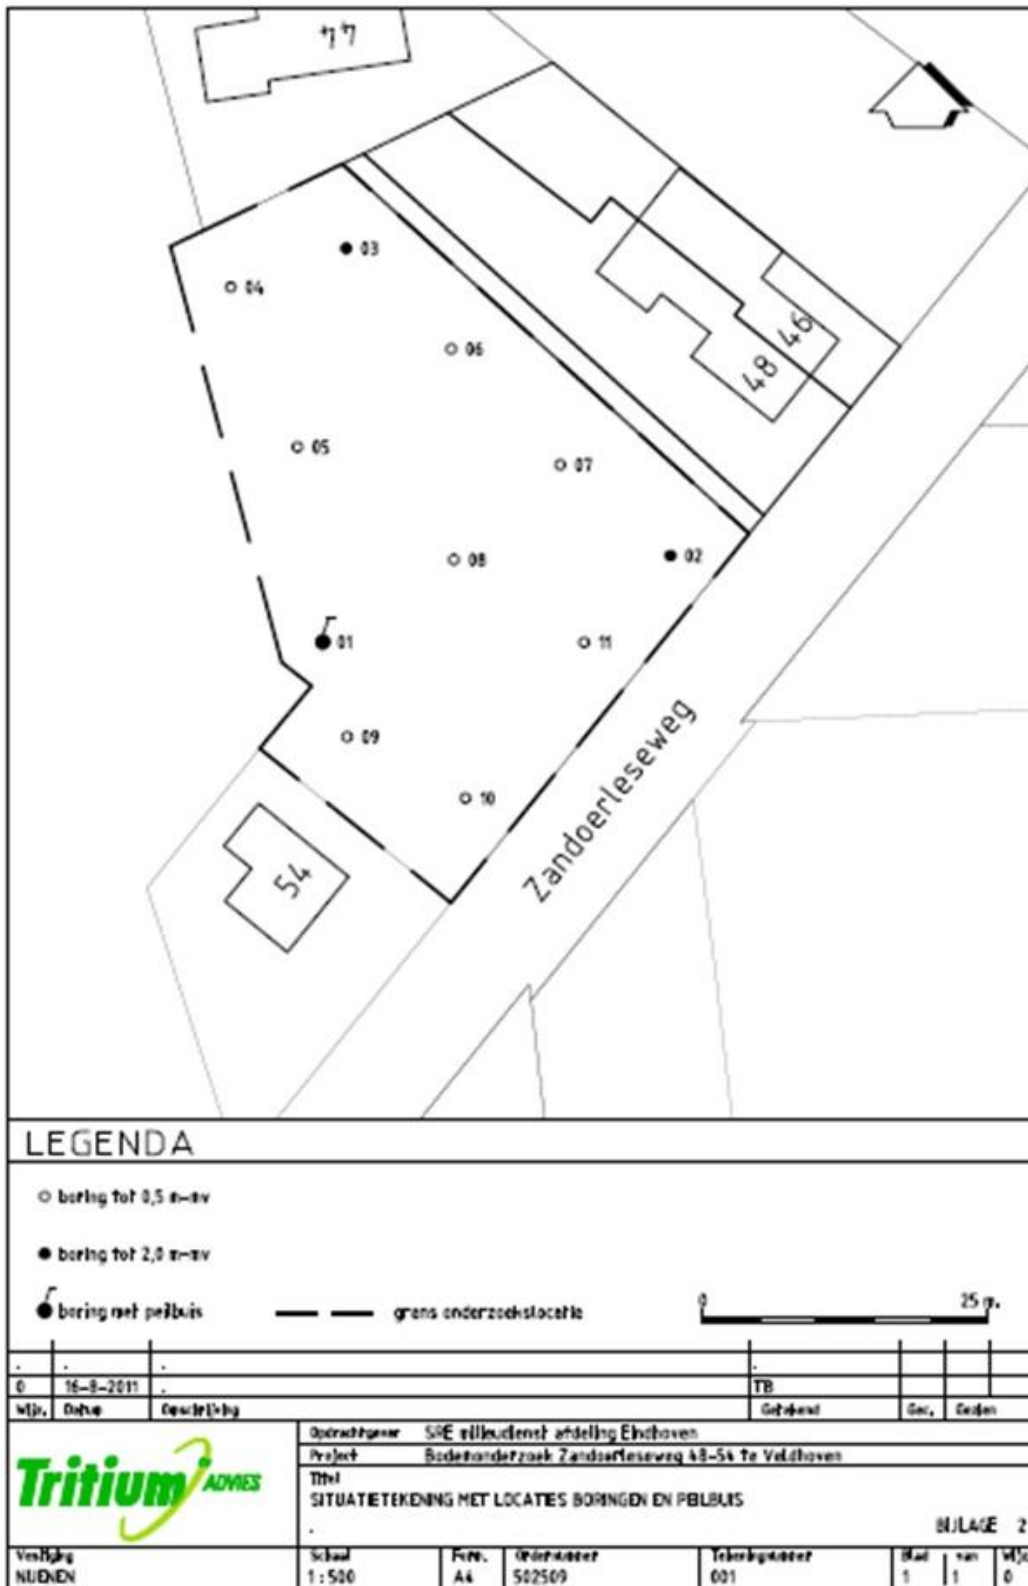 44
03
04
06
46
48
05
07
08
02
01
11
09
10
Zandoerleseweg
54
LEGENDA
boring tot 0,5 m-mv
boring tot 2,0 m-mv
boring met peilbuis
grens onderzoekslocatie
0 25 m.
0 16-8-2011 . TB
Wijz. Datum Omschrijving Getekend Gec. Gezien
Opdrachtgever SRE milieudienst afdeling Eindhoven
Project Bodemonderzoek Zandoerleseweg 48-54 te Veldhoven
Tritium ADVIES
Titel
SITUATIETEKENING MET LOCATIES BORINGEN EN PEILBUIS
BIJLAGE 2
Vestiging Schaal Form. Ordernummer Tekeningnummer Blad van Wijz
NUENEN 1:500 A4 502509 001 1 1 0